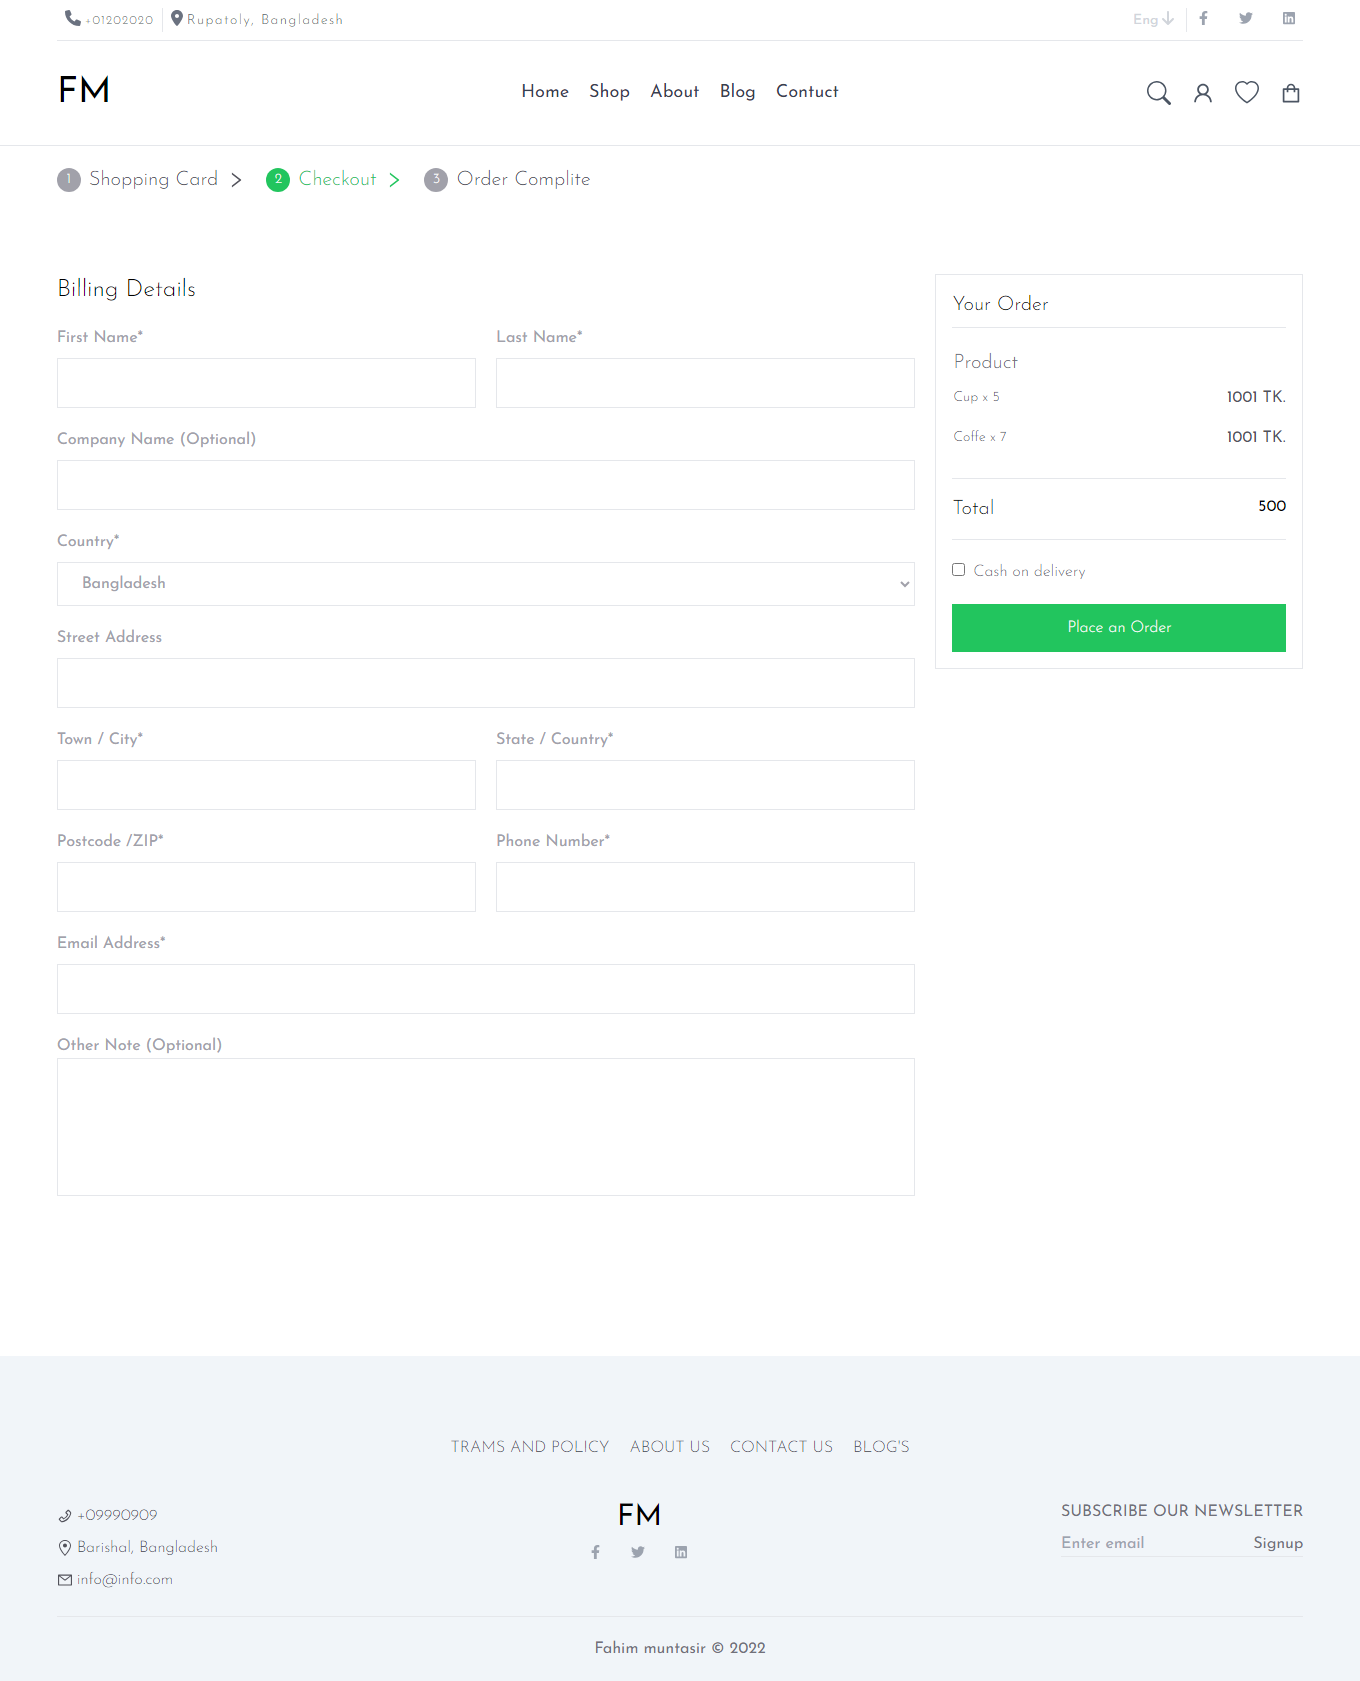 +01202020 Rupatoly, Bangladesh Eng
FM Home Shop About Blog Contuct
1 Shopping Card 2 Checkout 3 Order Complite
Billing Details
First Name* Last Name*
Company Name (Optional)
Country*
Bangladesh
Street Address
Town / City* State / Country*
Postcode /ZIP* Phone Number*
Email Address*
Other Note (Optional)
Your Order
Product
Cup x 5 1001 TK.
Coffe x 7 1001 TK.
Total 500
Cash on delivery
Place an Order
TRAMS AND POLICY ABOUT US CONTACT US BLOG'S
+09990909
Barishal, Bangladesh
info@info.com
FM
SUBSCRIBE OUR NEWSLETTER
Enter email Signup
Fahim muntasir © 2022